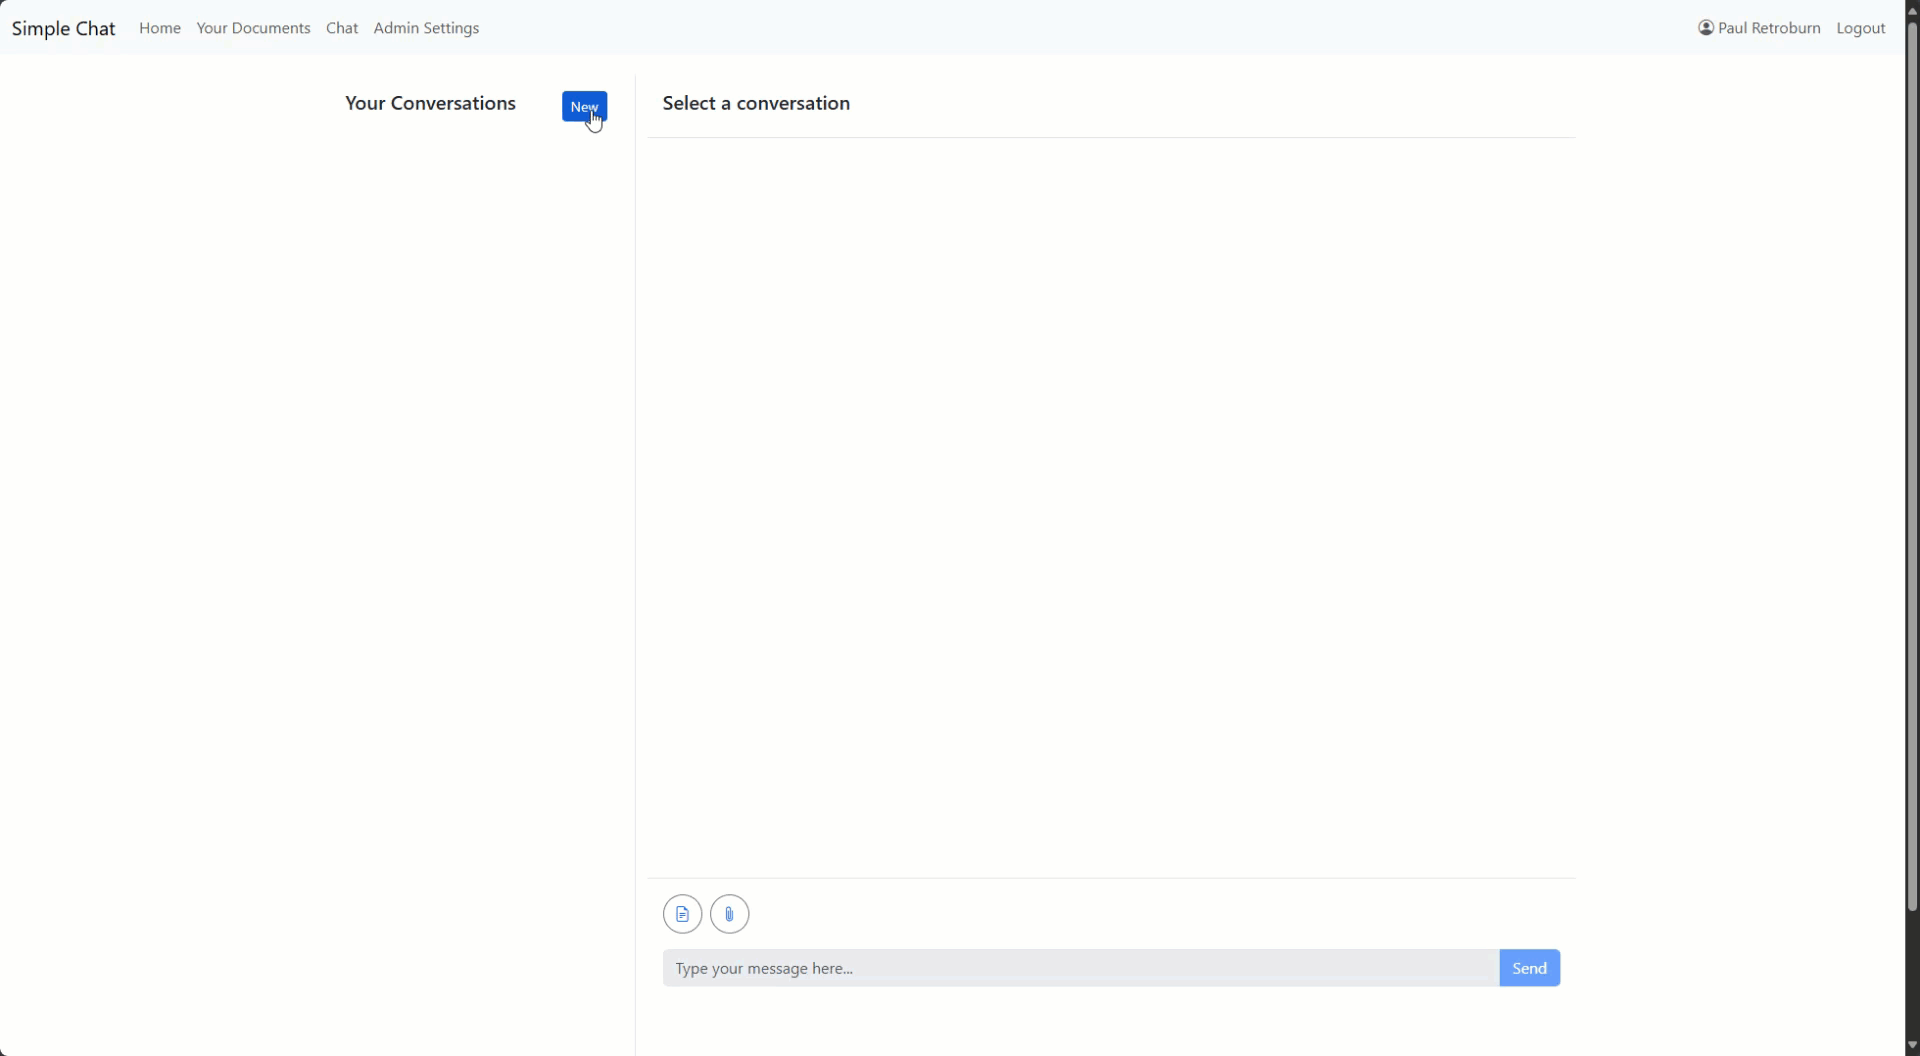 Simple Chat Home Your Documents Chat Admin Settings Paul Retroburn Logout
Your Conversations New
Select a conversation
Type your message here... Send